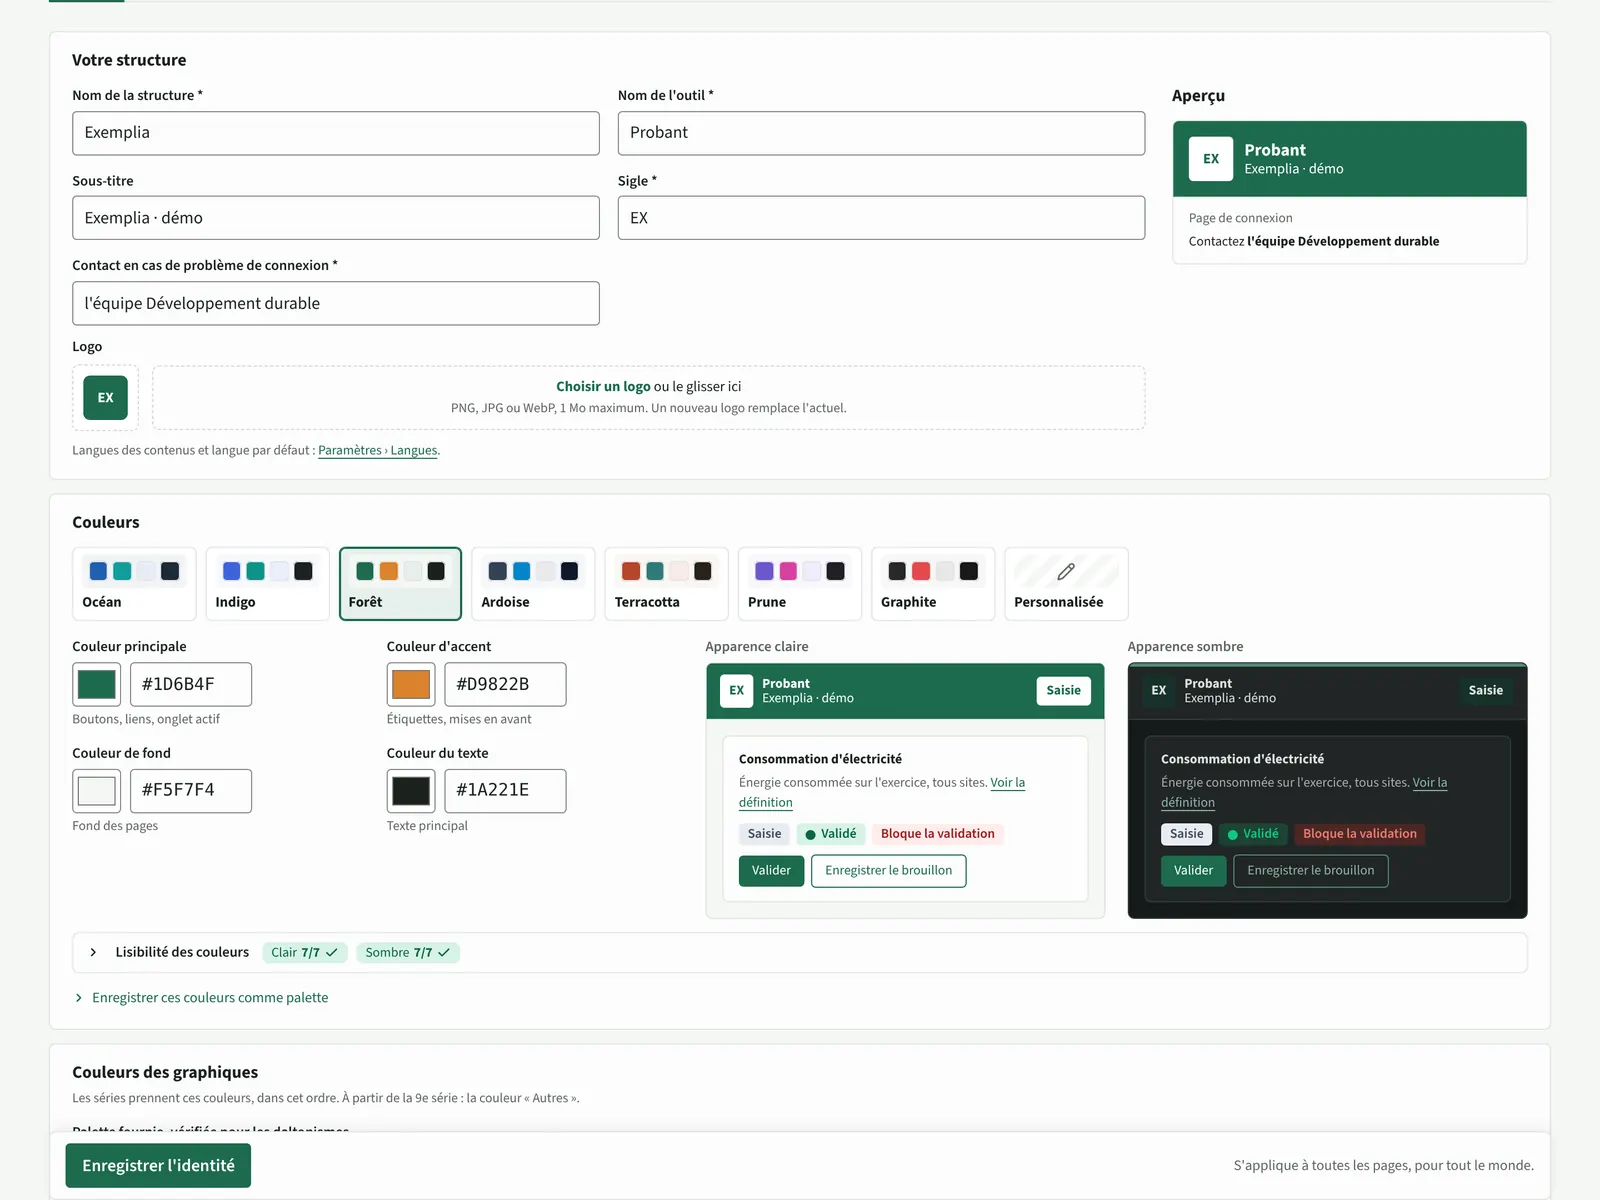 Votre structure
Nom de la structure *
Exemplia
Nom de l'outil *
Probant
Sous-titre
Exemplia · démo
Sigle *
EX
Contact en cas de problème de connexion *
l'équipe Développement durable
Logo
EX
Choisir un logo ou le glisser ici
PNG, JPG ou WebP, 1 Mo maximum. Un nouveau logo remplace l'actuel.
Langues des contenus et langue par défaut : Paramètres › Langues.
Aperçu
EX
Probant
Exemplia · démo
Page de connexion
Contactez l'équipe Développement durable
Couleurs
Océan
Indigo
Forêt
Ardoise
Terracotta
Prune
Graphite
Personnalisée
Couleur principale
#1D6B4F
Boutons, liens, onglet actif
Couleur d'accent
#D9822B
Étiquettes, mises en avant
Couleur de fond
#F5F7F4
Fond des pages
Couleur du texte
#1A221E
Texte principal
Apparence claire
EX
Probant
Exemplia · démo
Saisie
Consommation d'électricité
Énergie consommée sur l'exercice, tous sites. Voir la
définition
Saisie
Validé
Bloque la validation
Valider
Enregistrer le brouillon
Apparence sombre
EX
Probant
Exemplia · démo
Saisie
Consommation d'électricité
Énergie consommée sur l'exercice, tous sites. Voir la
définition
Saisie
Validé
Bloque la validation
Valider
Enregistrer le brouillon
Lisibilité des couleurs
Clair 7/7
Sombre 7/7
Enregistrer ces couleurs comme palette
Couleurs des graphiques
Les séries prennent ces couleurs, dans cet ordre. À partir de la 9e série : la couleur « Autres ».
Palette fournie, vérifiée pour les daltonismes
Enregistrer l'identité
S'applique à toutes les pages, pour tout le monde.